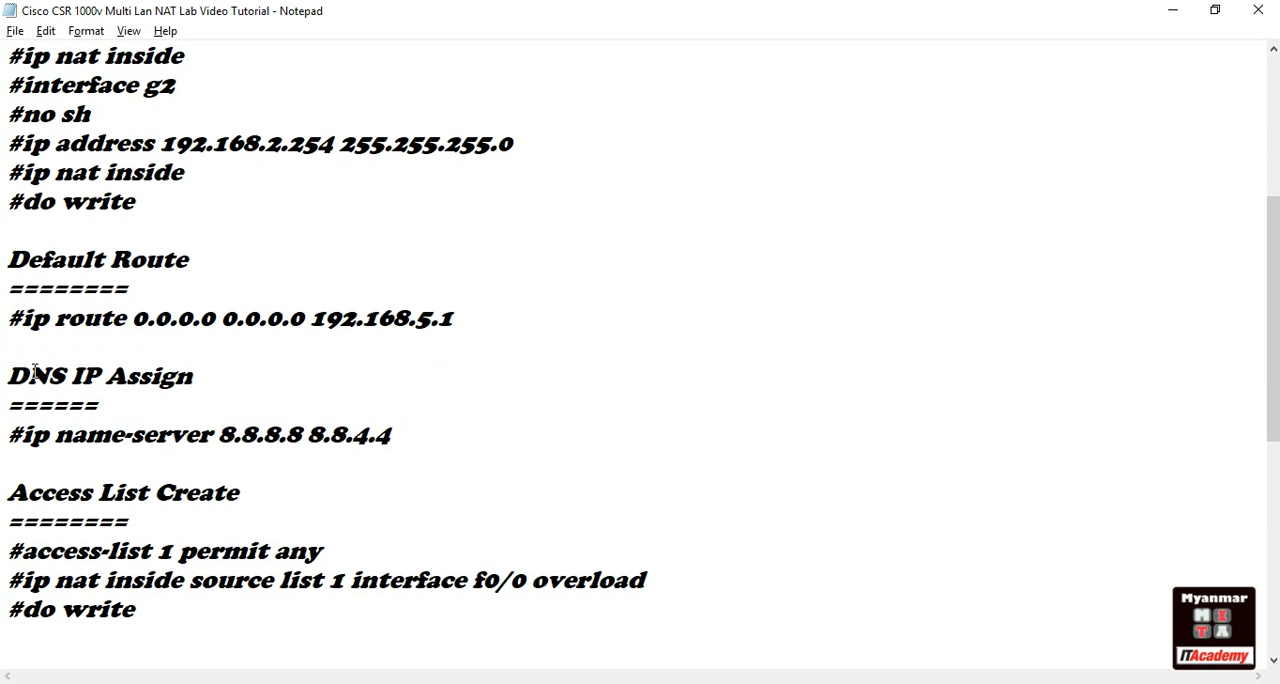 Cisco CSR 1000v Multi Lan NAT Lab Video Tutorial - Notepad
File Edit Format View Help
#ip nat inside
#interface g2
#no sh
#ip address 192.168.2.254 255.255.255.0
#ip nat inside
#do write
Default Route
========
#ip route 0.0.0.0 0.0.0.0 192.168.5.1
DNS IP Assign
======
#ip name-server 8.8.8.8 8.8.4.4
Access List Create
========
#access-list 1 permit any
#ip nat inside source list 1 interface f0/0 overload
#do write
Myanmar
M I
T A
ITAcademy